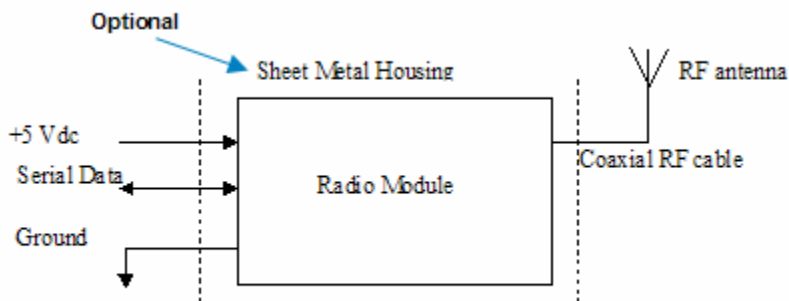 Optional
Sheet Metal Housing
RF antenna
+5 Vdc
Coaxial RF cable
Serial Data
Radio Module
Ground